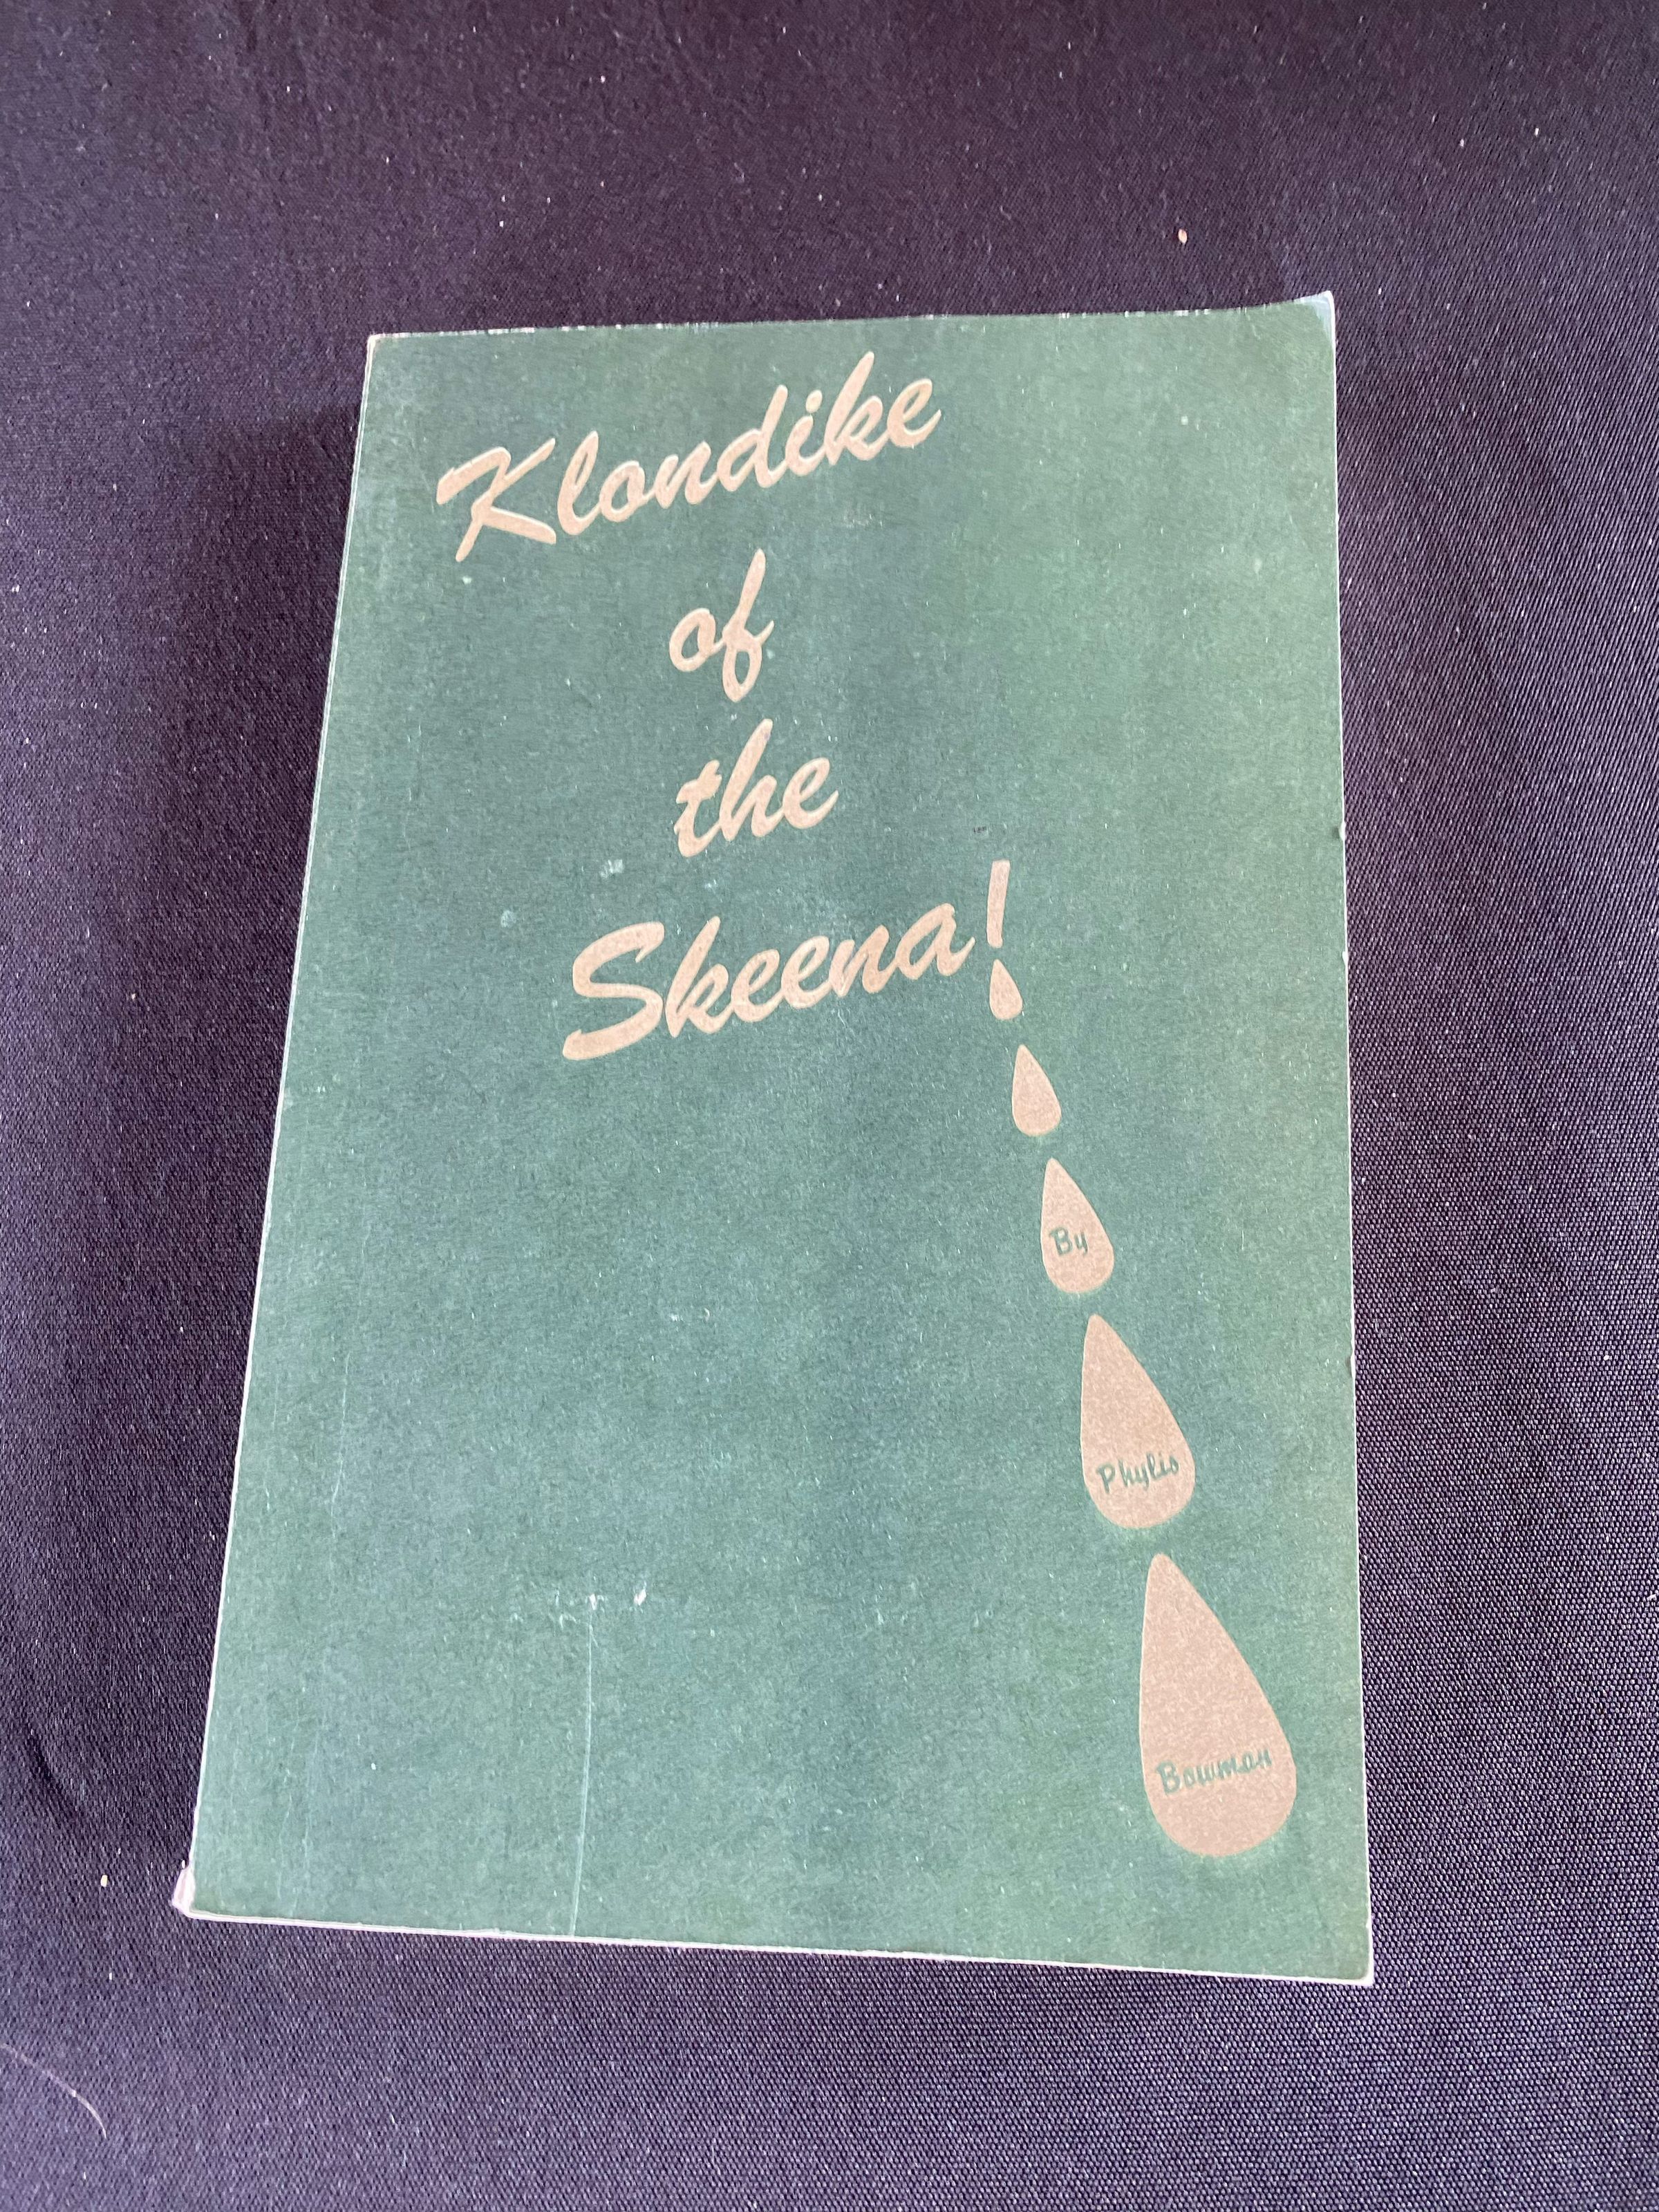 Klondike
of
the
Skeena!
By
Phylis
Bowman